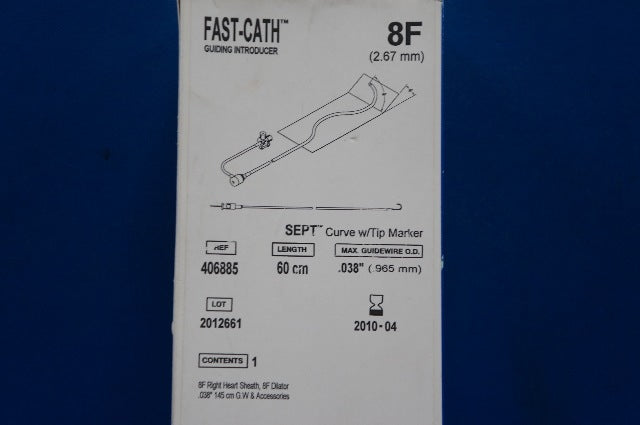 FAST-CATH™ 8F
GUIDING INTRODUCER (2.67 mm)
SEPT™ Curve w/Tip Marker
REF LENGTH MAX. GUIDEWIRE O.D.
406885 60 cm .038" (.965 mm)
LOT
2012661 2010-04
CONTENTS 1
8F Right Heart Sheath, 8F Dilator
.038" 145 cm G.W & Accessories